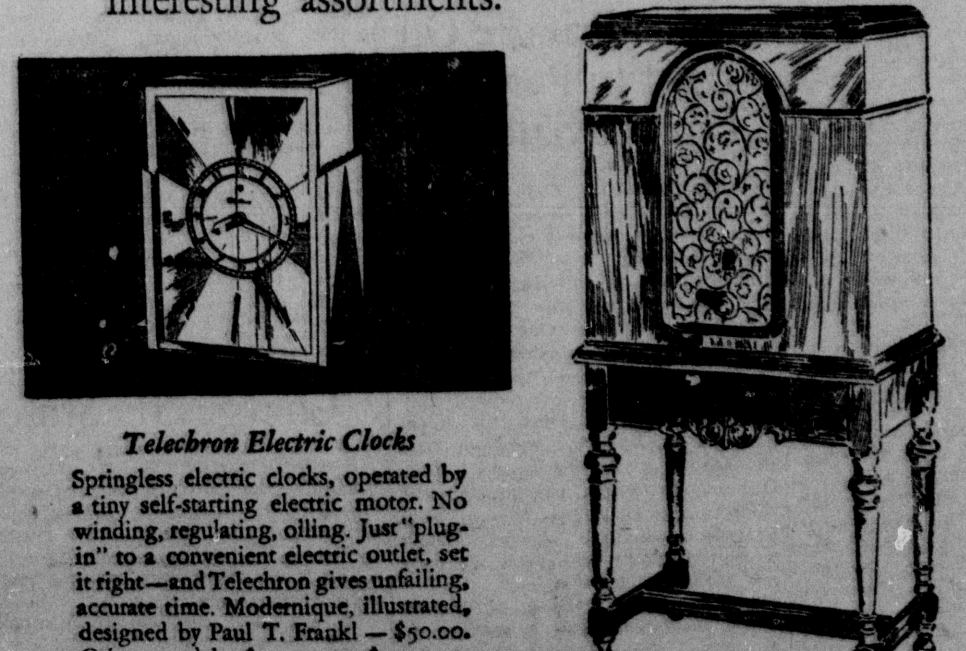 interesting assortments.
Telechron Electric Clocks
Springless electric clocks, operated by
a tiny self-starting electric motor. No
winding, regulating, oiling. Just "plug-
in" to a convenient electric outlet, set
it right—and Telechron gives unfailing,
accurate time. Modernique, illustrated,
designed by Paul T. Frankl — $50.00.